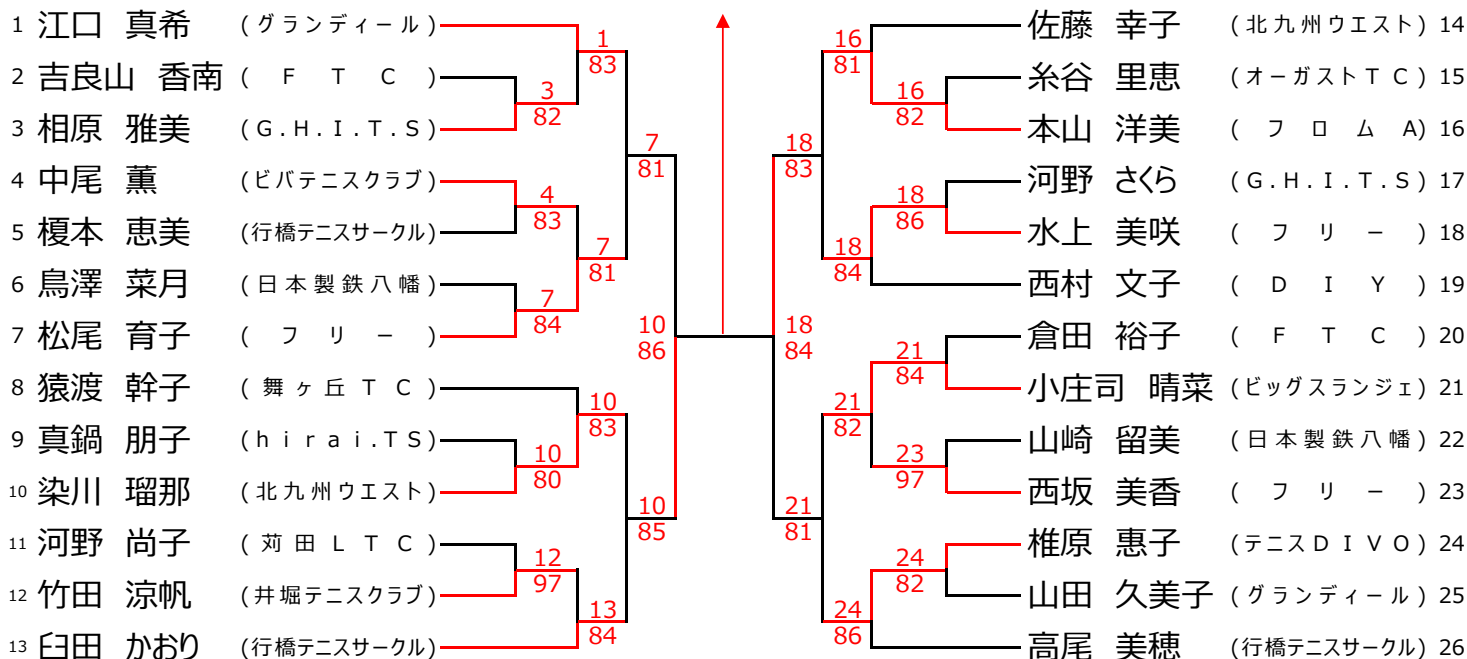 1 江口 真希 (グランディール)
2 吉良山 香南 (FTC)
3 相原 雅美 (G.H.I.T.S)
4 中尾 薫 (ビバテニスクラブ)
5 榎本 恵美 (行橋テニスサークル)
6 鳥澤 菜月 (日本製鉄八幡)
7 松尾 育子 (フリー)
8 猿渡 幹子 (舞ヶ丘TC)
9 真鍋 朋子 (hirai.TS)
10 染川 瑠那 (北九州ウエスト)
11 河野 尚子 (苅田LTC)
12 竹田 涼帆 (井堀テニスクラブ)
13 臼田 かおり (行橋テニスサークル)
1
83
3
82
7
81
4
83
7
81
7
84
10
86
10
83
10
80
10
85
12
97
13
84
16
81
16
82
18
83
18
86
18
84
18
84
21
84
21
82
23
97
21
81
24
82
24
86
佐藤 幸子 (北九州ウエスト) 14
糸谷 里恵 (オーガストTC) 15
本山 洋美 (フロムA) 16
河野 さくら (G.H.I.T.S) 17
水上 美咲 (フリー) 18
西村 文子 (DIY) 19
倉田 裕子 (FTC) 20
小庄司 晴菜 (ビッグスランジェ) 21
山崎 留美 (日本製鉄八幡) 22
西坂 美香 (フリー) 23
椎原 惠子 (テニスDIVO) 24
山田 久美子 (グランディール) 25
高尾 美穂 (行橋テニスサークル) 26